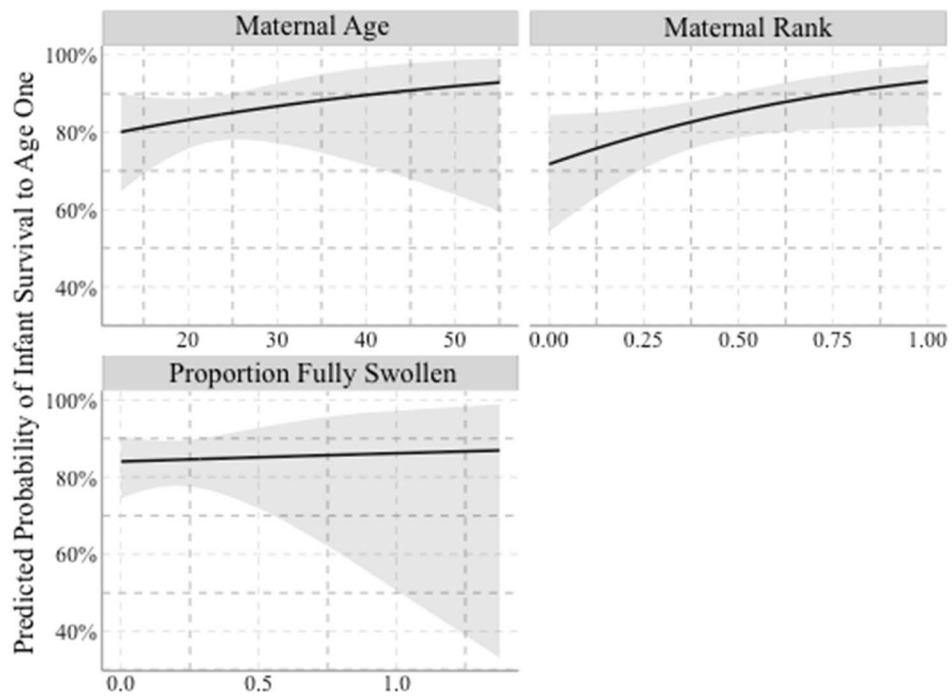 Predicted Probability of Infant Survival to Age One
Maternal Age
Maternal Rank
100%
80%
60%
40%
20 30 40 50
0.00 0.25 0.50 0.75 1.00
Proportion Fully Swollen
100%
80%
60%
40%
0.0 0.5 1.0